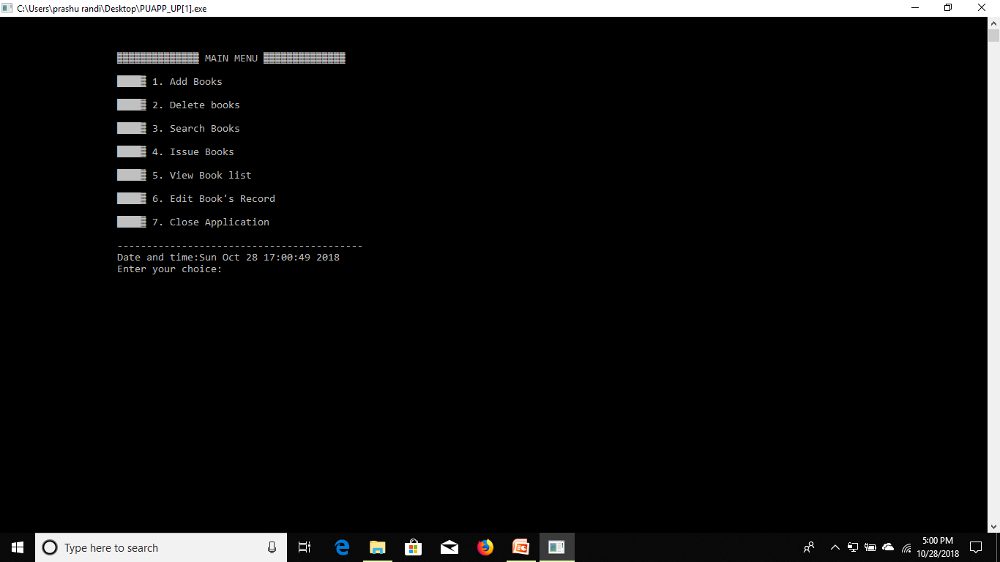 C:\Users\prashu randi\Desktop\PUAPP_UP[1].exe
MAIN MENU
1. Add Books
2. Delete books
3. Search Books
4. Issue Books
5. View Book list
6. Edit Book's Record
7. Close Application
------------------------------------------
Date and time:Sun Oct 28 17:00:49 2018
Enter your choice:
Type here to search
5:00 PM
10/28/2018